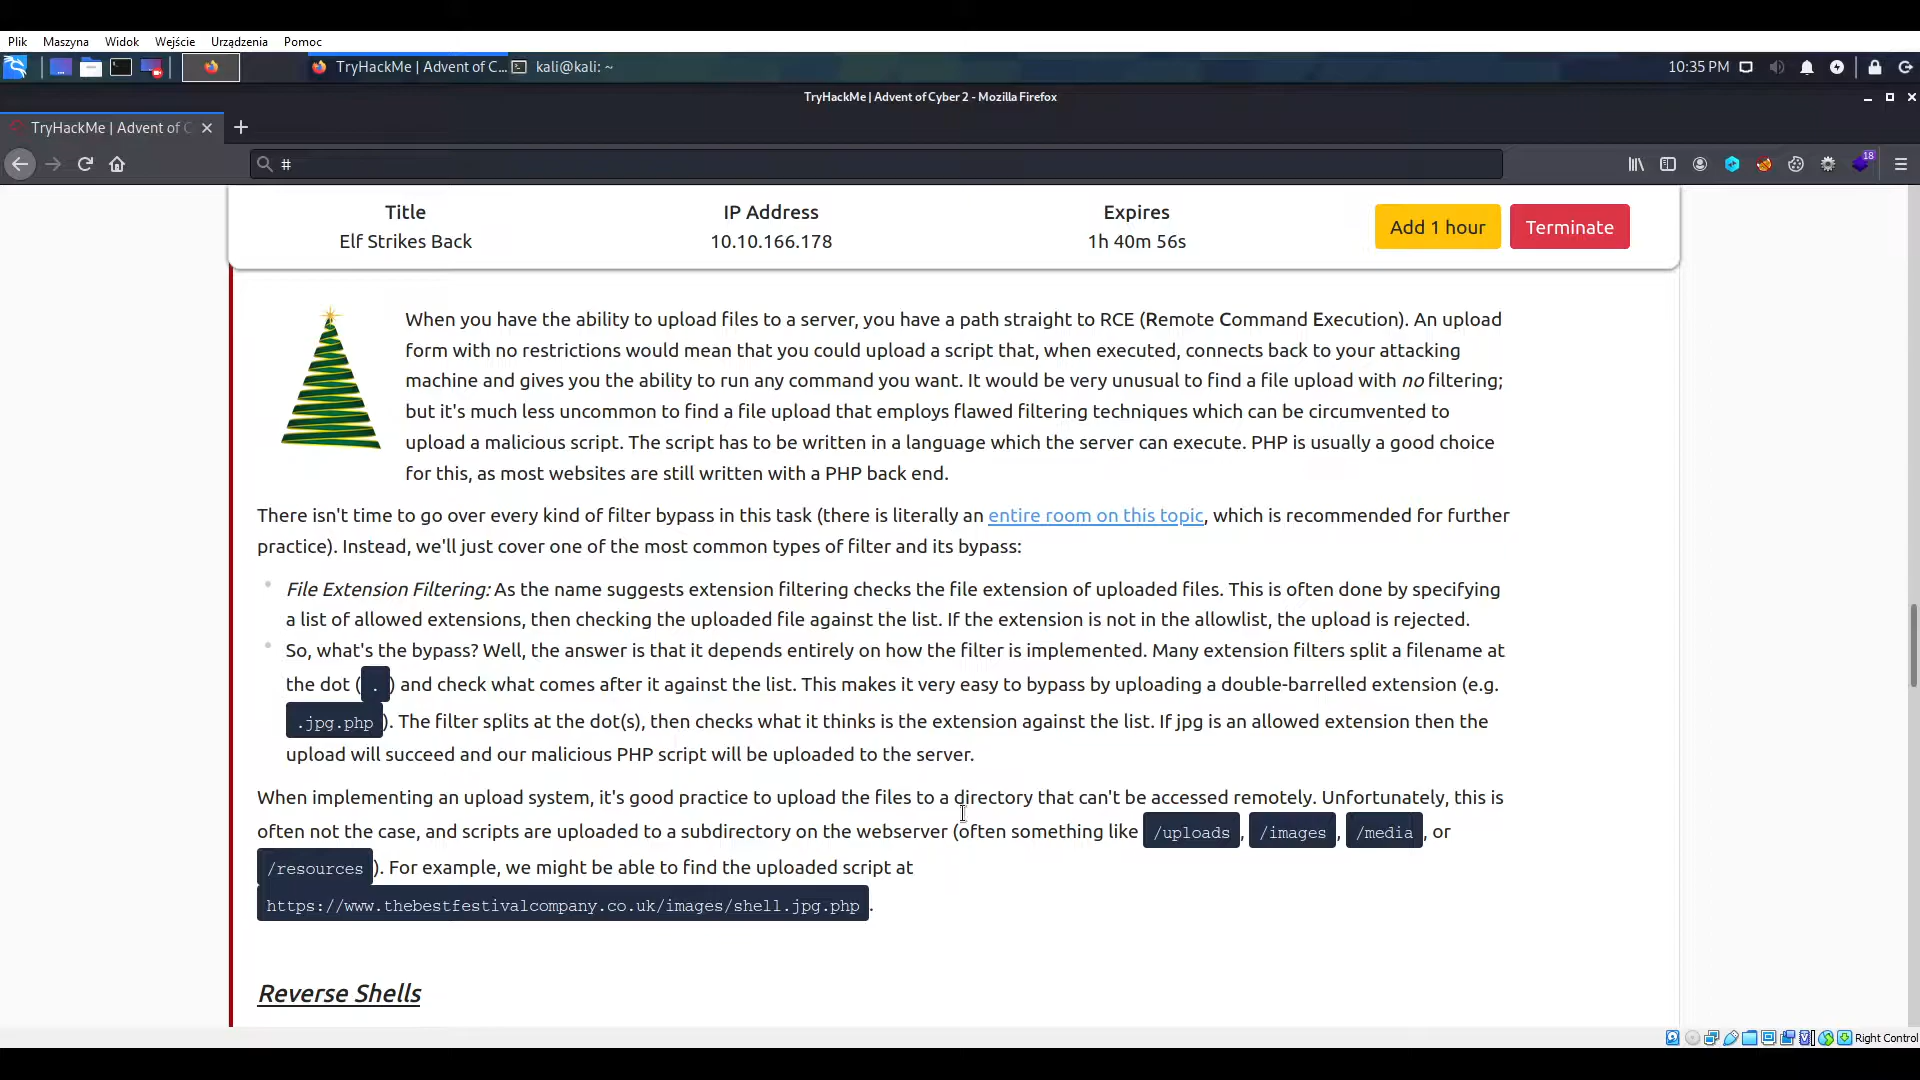 Plik Maszyna Widok Wejście Urządzenia Pomoc
TryHackMe | Advent of C... kali@kali: ~ 10:35 PM
TryHackMe | Advent of Cyber 2 - Mozilla Firefox
TryHackMe | Advent of C
#
18
Title IP Address Expires
Elf Strikes Back 10.10.166.178 1h 40m 56s
Add 1 hour Terminate
When you have the ability to upload files to a server, you have a path straight to RCE (Remote Command Execution). An upload
form with no restrictions would mean that you could upload a script that, when executed, connects back to your attacking
machine and gives you the ability to run any command you want. It would be very unusual to find a file upload with no filtering;
but it's much less uncommon to find a file upload that employs flawed filtering techniques which can be circumvented to
upload a malicious script. The script has to be written in a language which the server can execute. PHP is usually a good choice
for this, as most websites are still written with a PHP back end.
There isn't time to go over every kind of filter bypass in this task (there is literally an entire room on this topic, which is recommended for further
practice). Instead, we'll just cover one of the most common types of filter and its bypass:
File Extension Filtering: As the name suggests extension filtering checks the file extension of uploaded files. This is often done by specifying
a list of allowed extensions, then checking the uploaded file against the list. If the extension is not in the allowlist, the upload is rejected.
So, what's the bypass? Well, the answer is that it depends entirely on how the filter is implemented. Many extension filters split a filename at
the dot ( . ) and check what comes after it against the list. This makes it very easy to bypass by uploading a double-barrelled extension (e.g.
.jpg.php ). The filter splits at the dot(s), then checks what it thinks is the extension against the list. If jpg is an allowed extension then the
upload will succeed and our malicious PHP script will be uploaded to the server.
When implementing an upload system, it's good practice to upload the files to a directory that can't be accessed remotely. Unfortunately, this is
often not the case, and scripts are uploaded to a subdirectory on the webserver (often something like /uploads , /images , /media , or
/resources ). For example, we might be able to find the uploaded script at
https://www.thebestfestivalcompany.co.uk/images/shell.jpg.php .
Reverse Shells
Right Control